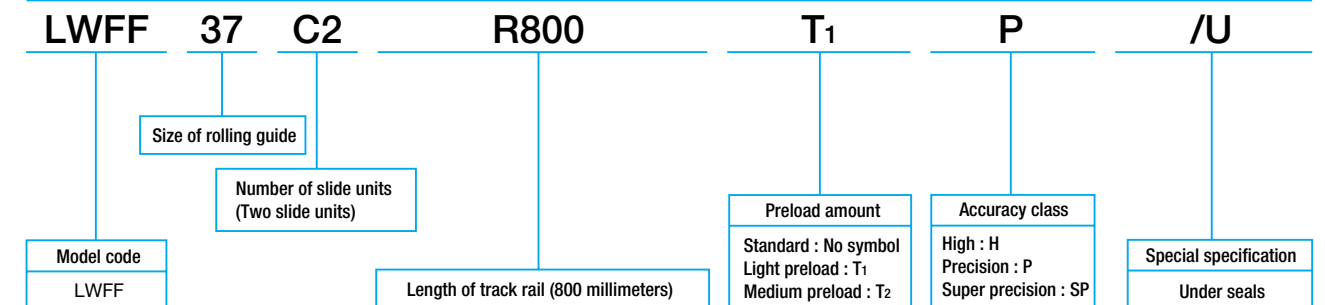 LWFF 37 C2 R800 T1 P /U
Size of rolling guide
Number of slide units
(Two slide units)
Model code
LWFF
Length of track rail (800 millimeters)
Preload amount
Standard : No symbol
Light preload : T1
Medium preload : T2
Accuracy class
High : H
Precision : P
Super precision : SP
Special specification
Under seals